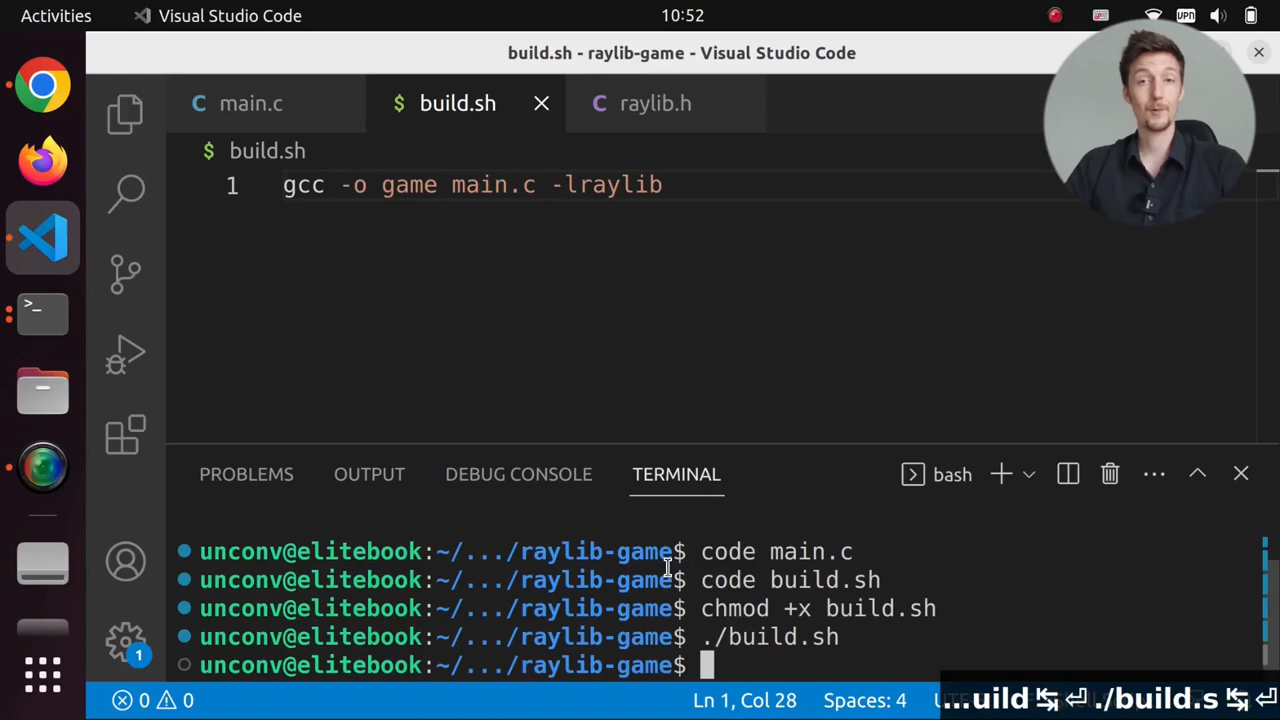 Activities
Visual Studio Code
10:52
VPN
build.sh - raylib-game - Visual Studio Code
C main.c
$ build.sh
C raylib.h
$ build.sh
1 gcc -o game main.c -lraylib
PROBLEMS
OUTPUT
DEBUG CONSOLE
TERMINAL
bash
unconv@elitebook:~/.../raylib-game$ code main.c
unconv@elitebook:~/.../raylib-game$ code build.sh
unconv@elitebook:~/.../raylib-game$ chmod +x build.sh
unconv@elitebook:~/.../raylib-game$ ./build.sh
unconv@elitebook:~/.../raylib-game$
1
0 0
Ln 1, Col 28
Spaces: 4
...uild ↹ ⏎ ./build.s ↹ ⏎